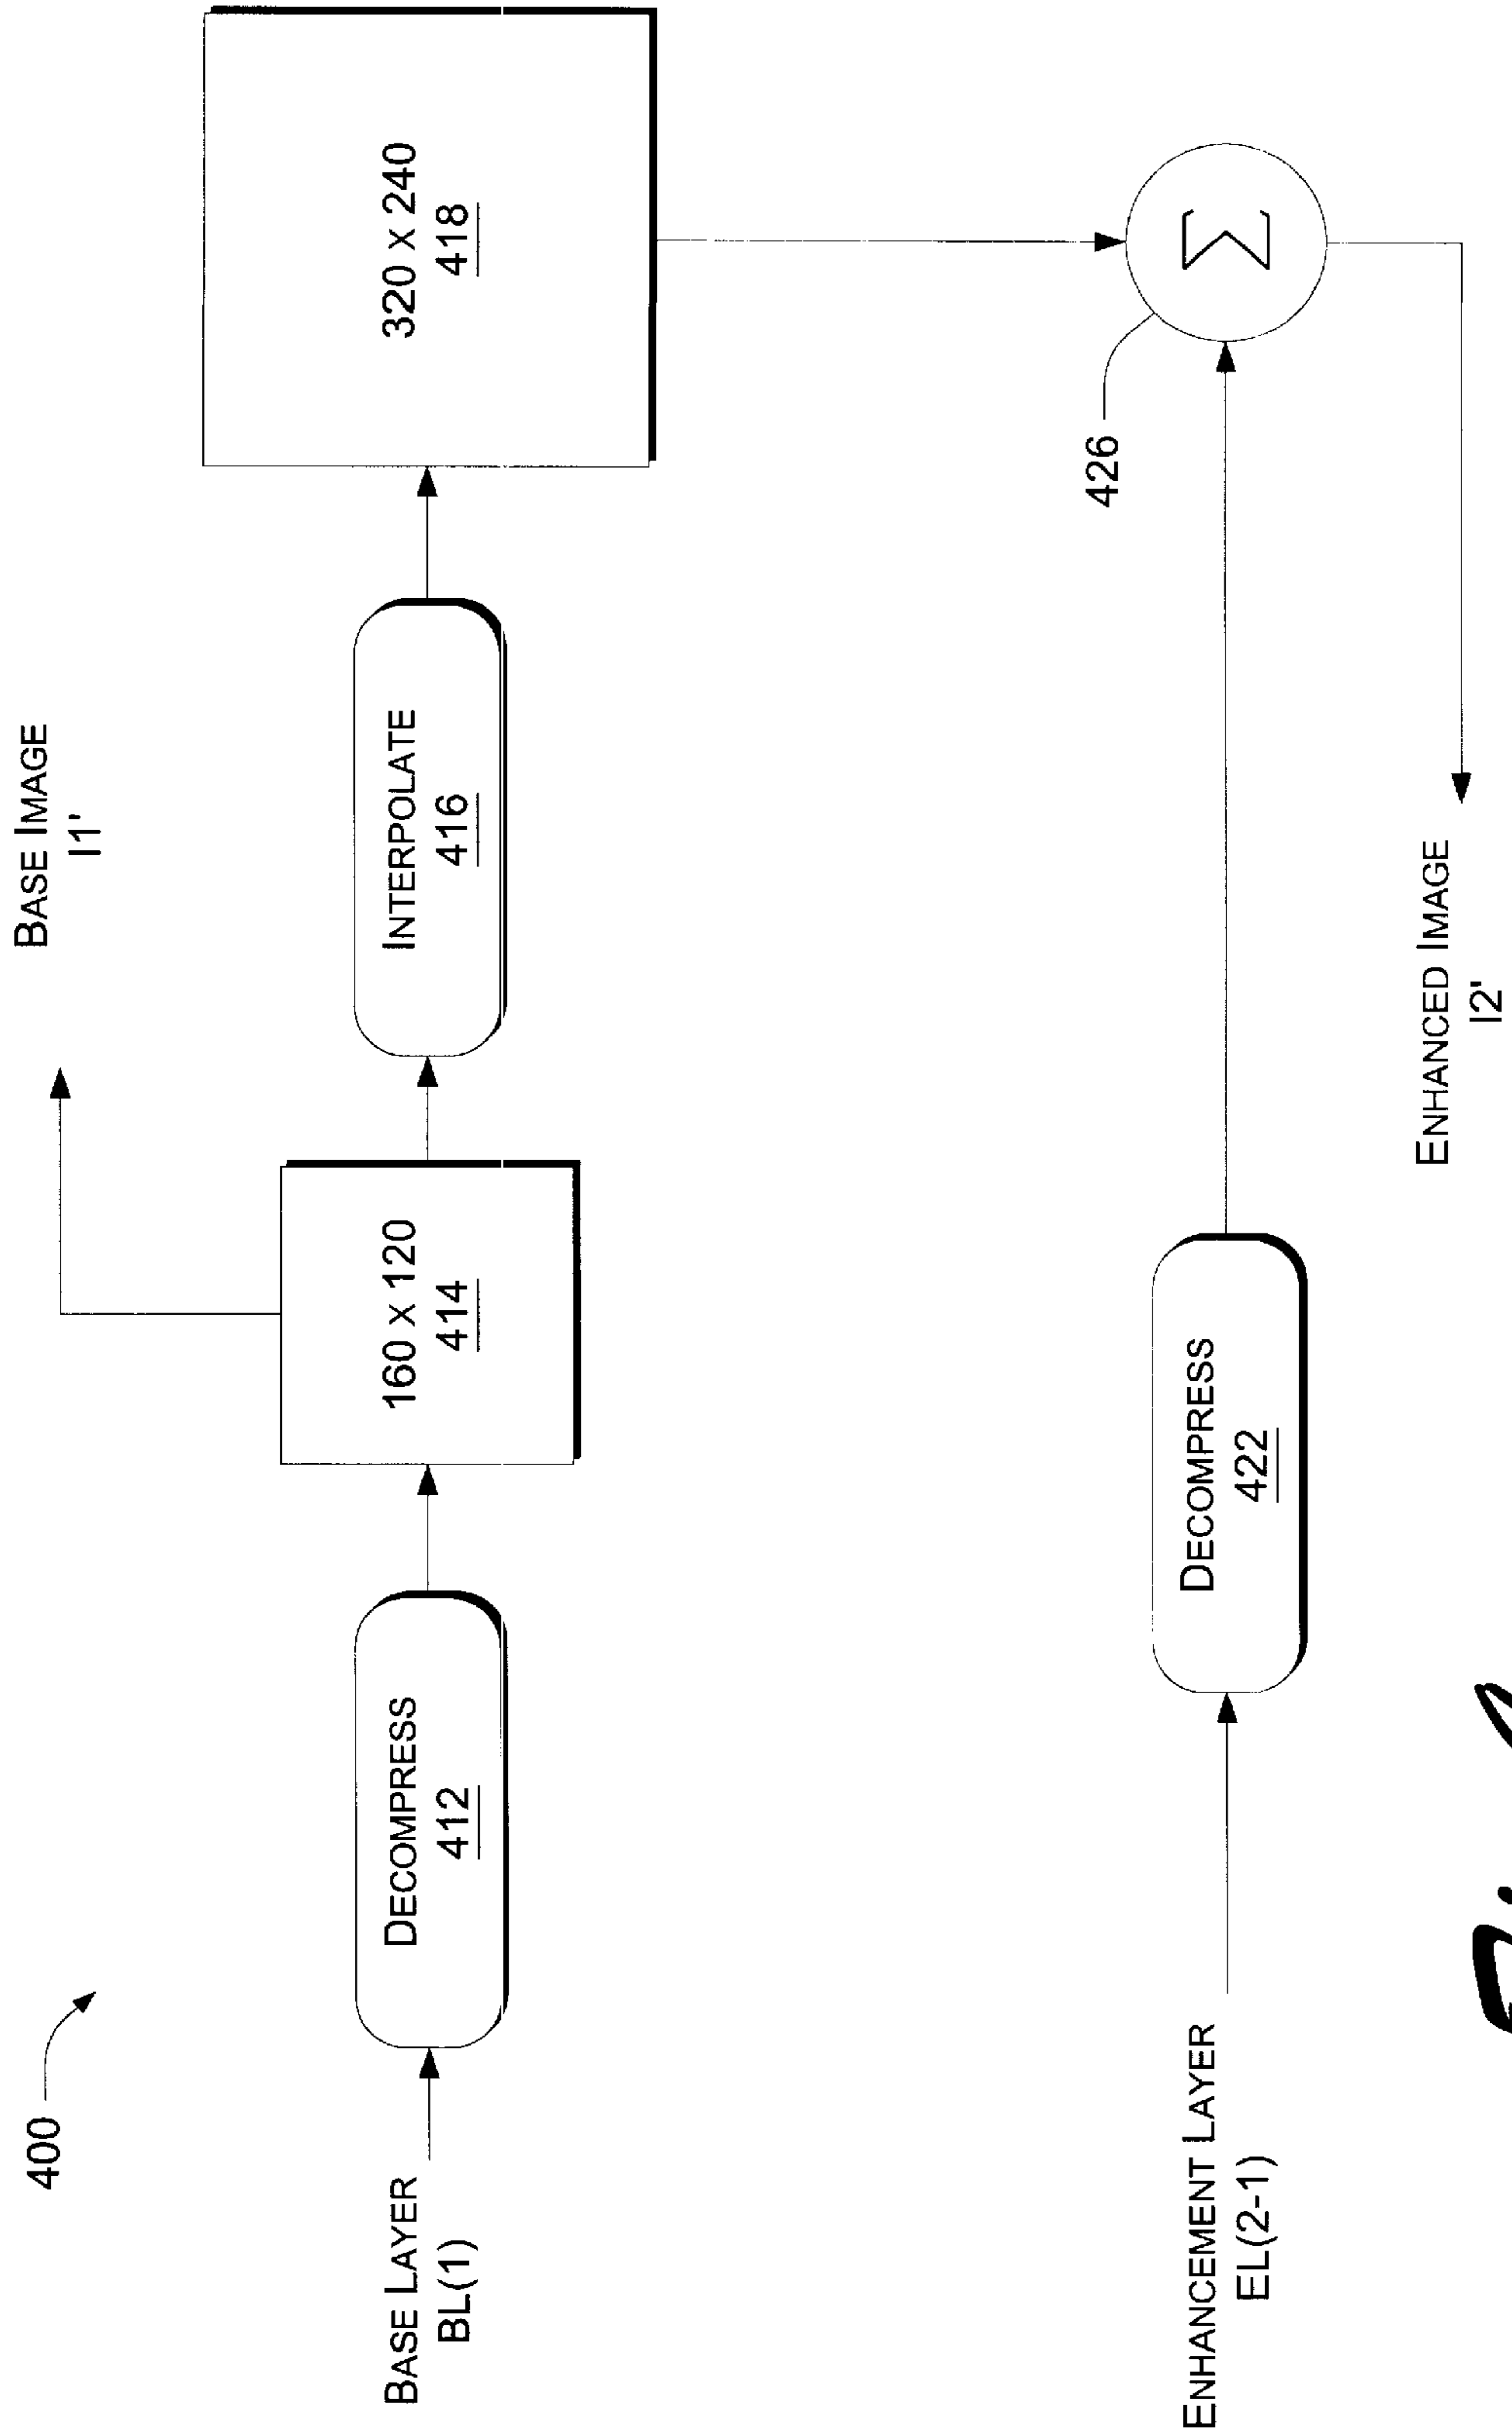 400
BASE IMAGE
I1'
BASE LAYER
BL(1)
DECOMPRESS
412
160 x 120
414
INTERPOLATE
416
320 x 240
418
426
Σ
ENHANCEMENT LAYER
EL(2-1)
DECOMPRESS
422
ENHANCED IMAGE
I2'